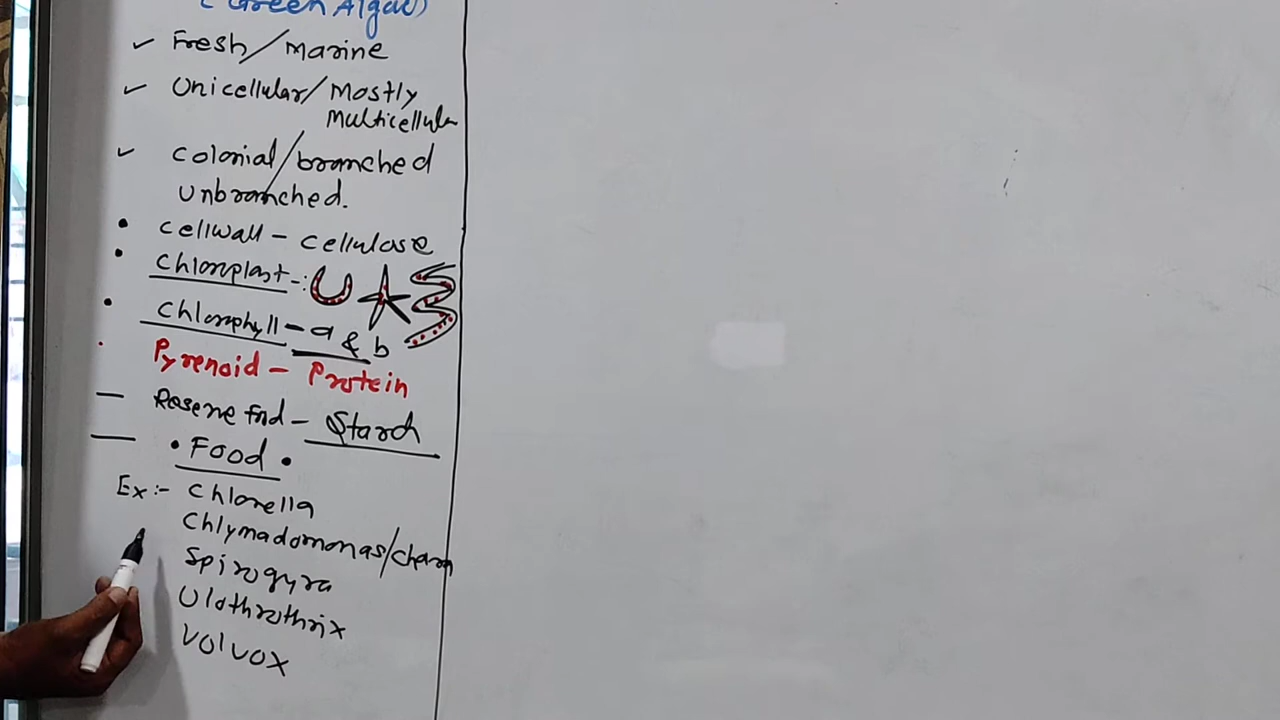 (Green Algae)
Fresh/marine
Unicellular/Mostly
Multicellular
Colonial/branched
Unbranched.
cellwall - cellulose
Chloroplast -:
Chlorophyll - a & b
Pyrenoid - Protein
Reserve Fod - Starch
• Food •
Ex:- Chlorella
Chlymadomonas/chara
Spirogyra
Ulothrothrix
Volvox